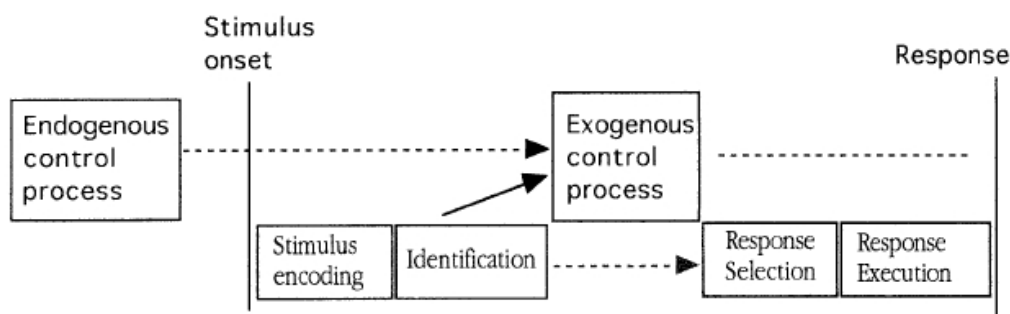 Stimulus
onset
Response
Endogenous
control
process
Exogenous
control
process
Stimulus
encoding
Identification
Response
Selection
Response
Execution